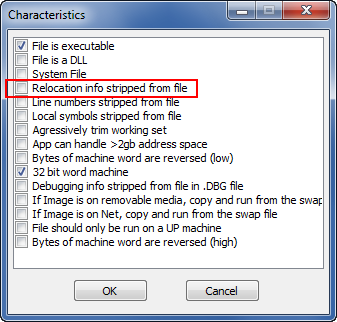 Characteristics
File is executable
File is a DLL
System File
Relocation info stripped from file
Line numbers stripped from file
Local symbols stripped from file
Agressively trim working set
App can handle >2gb address space
Bytes of machine word are reversed (low)
32 bit word machine
Debugging info stripped from file in .DBG file
If Image is on removable media, copy and run from the swap
If Image is on Net, copy and run from the swap file
File should only be run on a UP machine
Bytes of machine word are reversed (high)
OK
Cancel